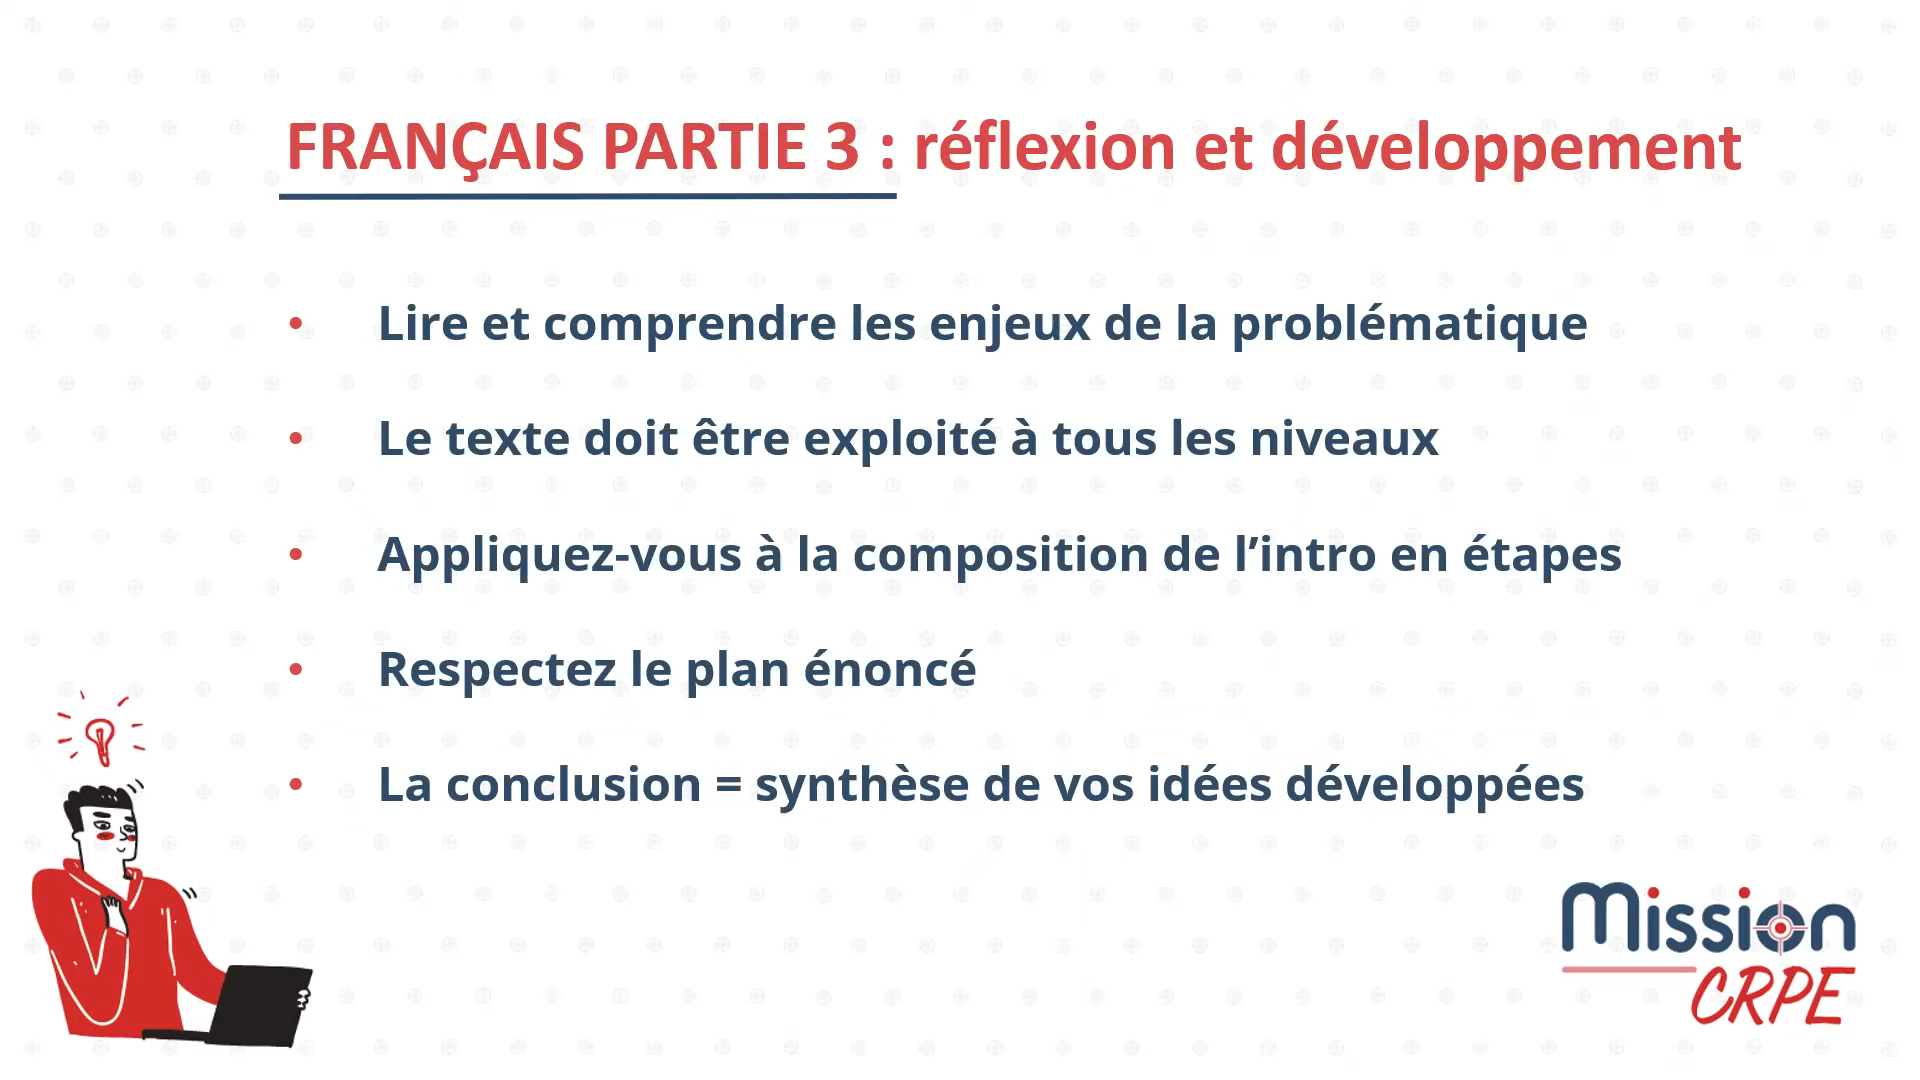 FRANÇAIS PARTIE 3 : réflexion et développement
• Lire et comprendre les enjeux de la problématique
• Le texte doit être exploité à tous les niveaux
• Appliquez-vous à la composition de l’intro en étapes
• Respectez le plan énoncé
• La conclusion = synthèse de vos idées développées
Mission
CRPE